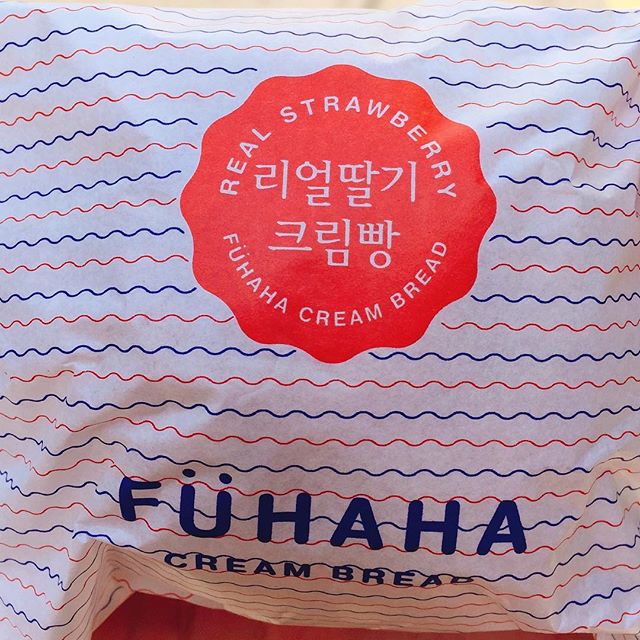 REAL STRAWBERRY
리얼딸기
크림빵
FÜHAHA CREAM BREAD
FÜHAHA
CREAM BREAD